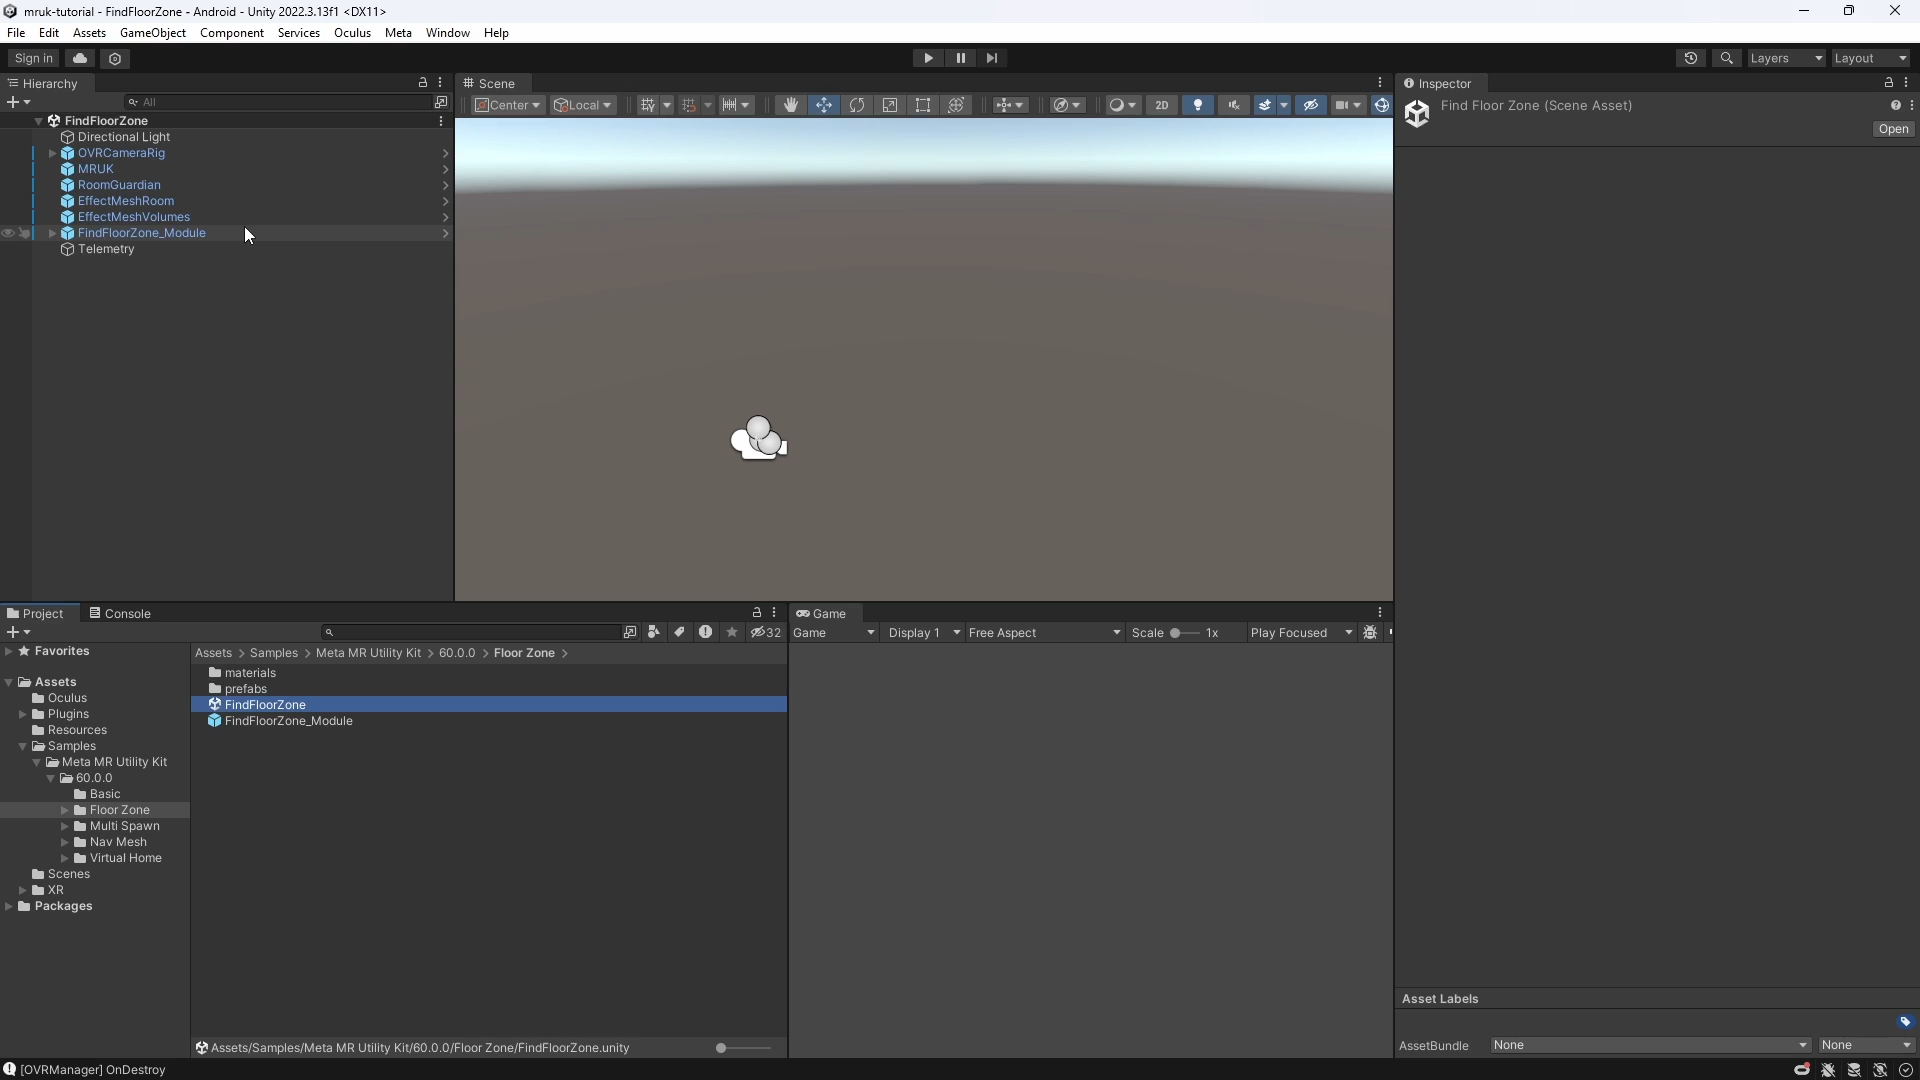 mruk-tutorial - FindFloorZone - Android - Unity 2022.3.13f1 <DX11>
File Edit Assets GameObject Component Services Oculus Meta Window Help
Sign in Layers Layout
Hierarchy
All
FindFloorZone
Directional Light
OVRCameraRig
MRUK
RoomGuardian
EffectMeshRoom
EffectMeshVolumes
FindFloorZone_Module
Telemetry
Scene
Center Local 2D
Inspector
Find Floor Zone (Scene Asset)
Open
Project Console
32
Favorites
Assets
Oculus
Plugins
Resources
Samples
Meta MR Utility Kit
60.0.0
Basic
Floor Zone
Multi Spawn
Nav Mesh
Virtual Home
Scenes
XR
Packages
Assets > Samples > Meta MR Utility Kit > 60.0.0 > Floor Zone >
materials
prefabs
FindFloorZone
FindFloorZone_Module
Assets/Samples/Meta MR Utility Kit/60.0.0/Floor Zone/FindFloorZone.unity
Game
Game Display 1 Free Aspect Scale 1x Play Focused
Asset Labels
AssetBundle None None
[OVRManager] OnDestroy